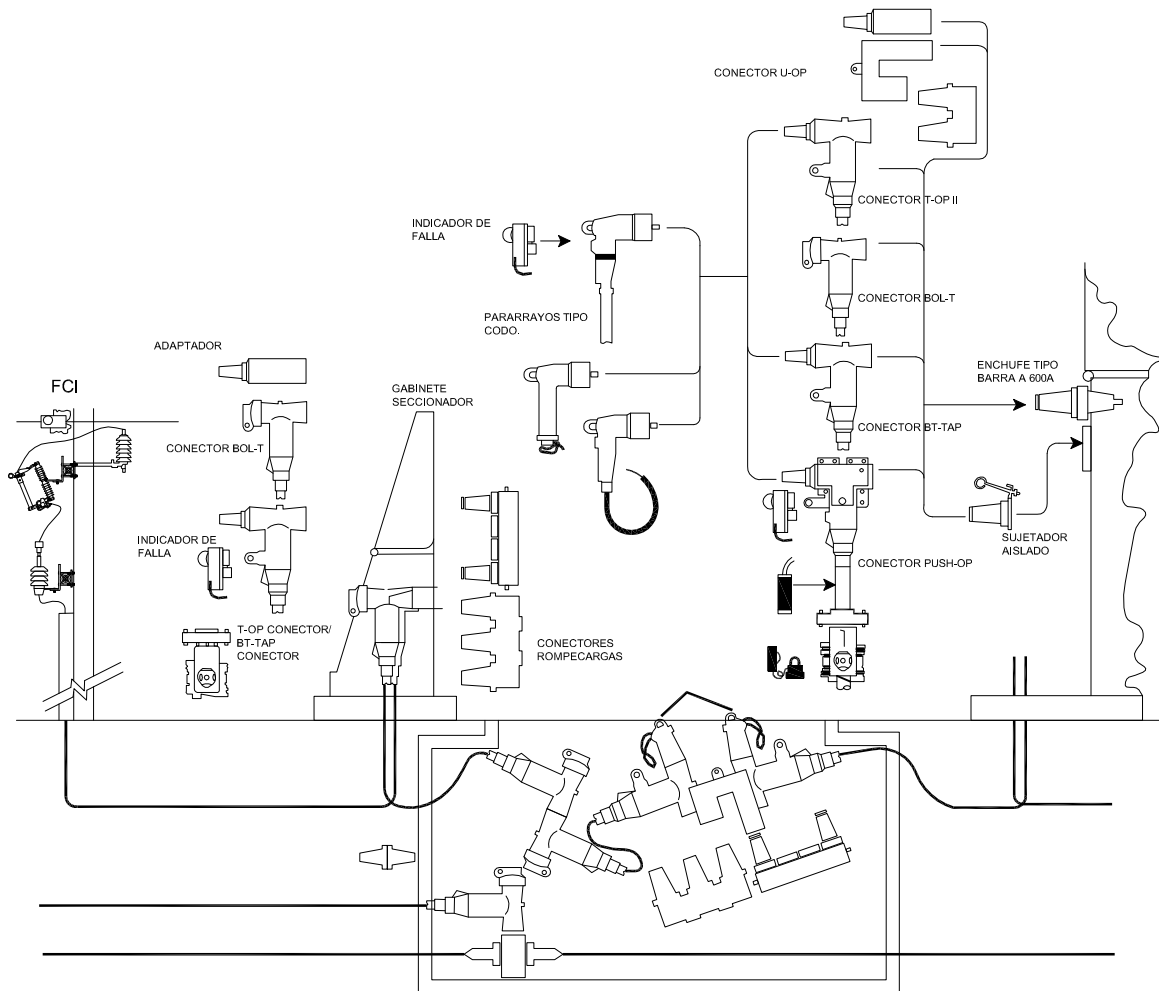 CONECTOR U-OP
CONECTOR T-OP II
INDICADOR DE
FALLA
CONECTOR BOL-T
PARARRAYOS TIPO
CODO.
ADAPTADOR
FCI
GABINETE
SECCIONADOR
ENCHUFE TIPO
BARRA A 600A
CONECTOR BOL-T
CONECTOR BT-TAP
INDICADOR DE
FALLA
SUJETADOR
AISLADO
CONECTOR PUSH-OP
T-OP CONECTOR/
BT-TAP
CONECTOR
CONECTORES
ROMPECARGAS